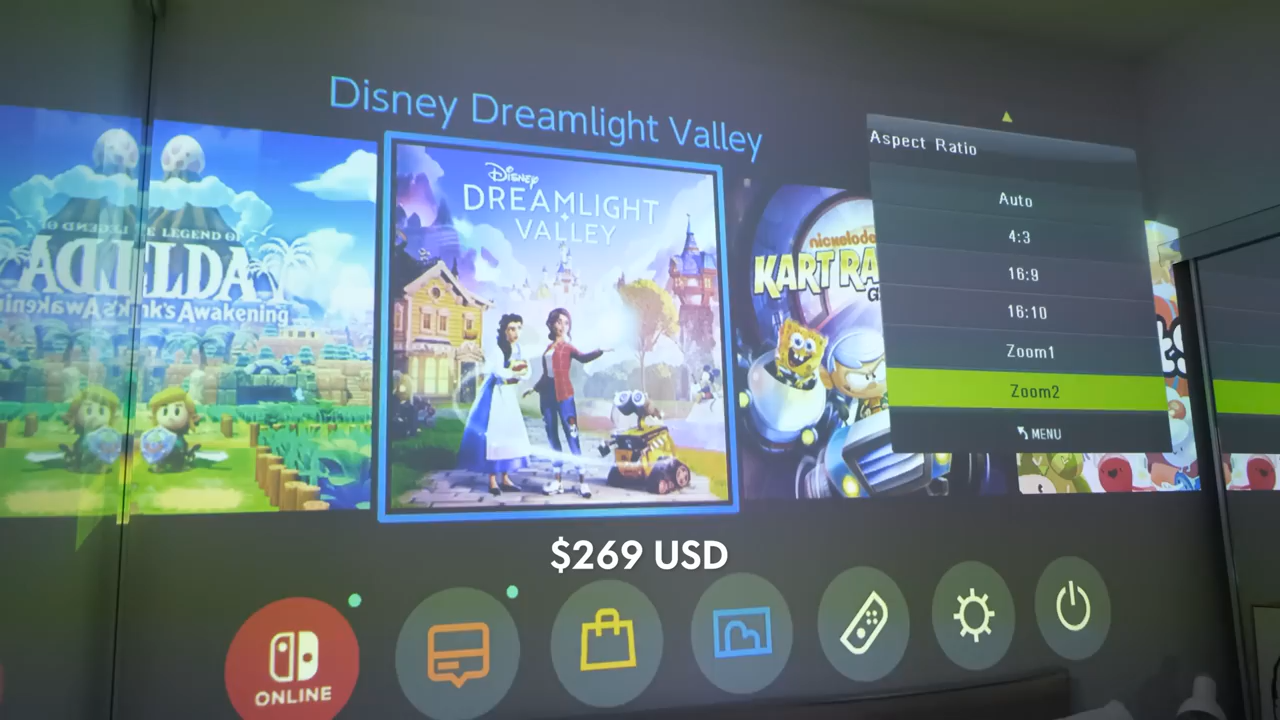 Disney Dreamlight Valley
Aspect Ratio
Auto
4:3
16:9
16:10
Zoom1
Zoom2
MENU
THE LEGEND OF
ZELDA
Link's Awakening
Disney
DREAMLIGHT
VALLEY
nickelode
KART RA
$269 USD
ONLINE